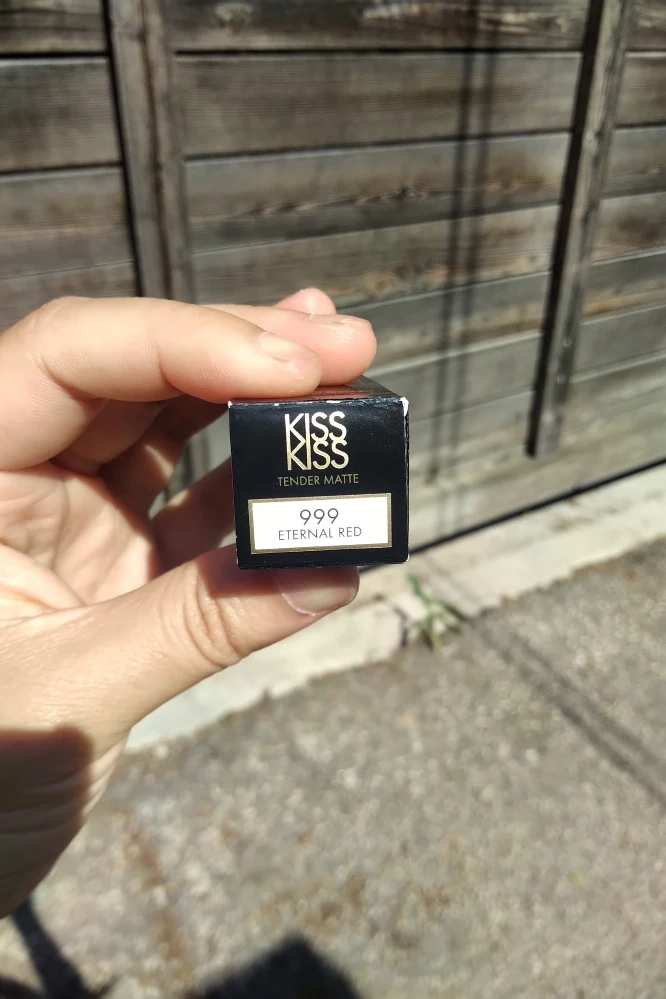 KISS
KISS
TENDER MATTE
999
ETERNAL RED